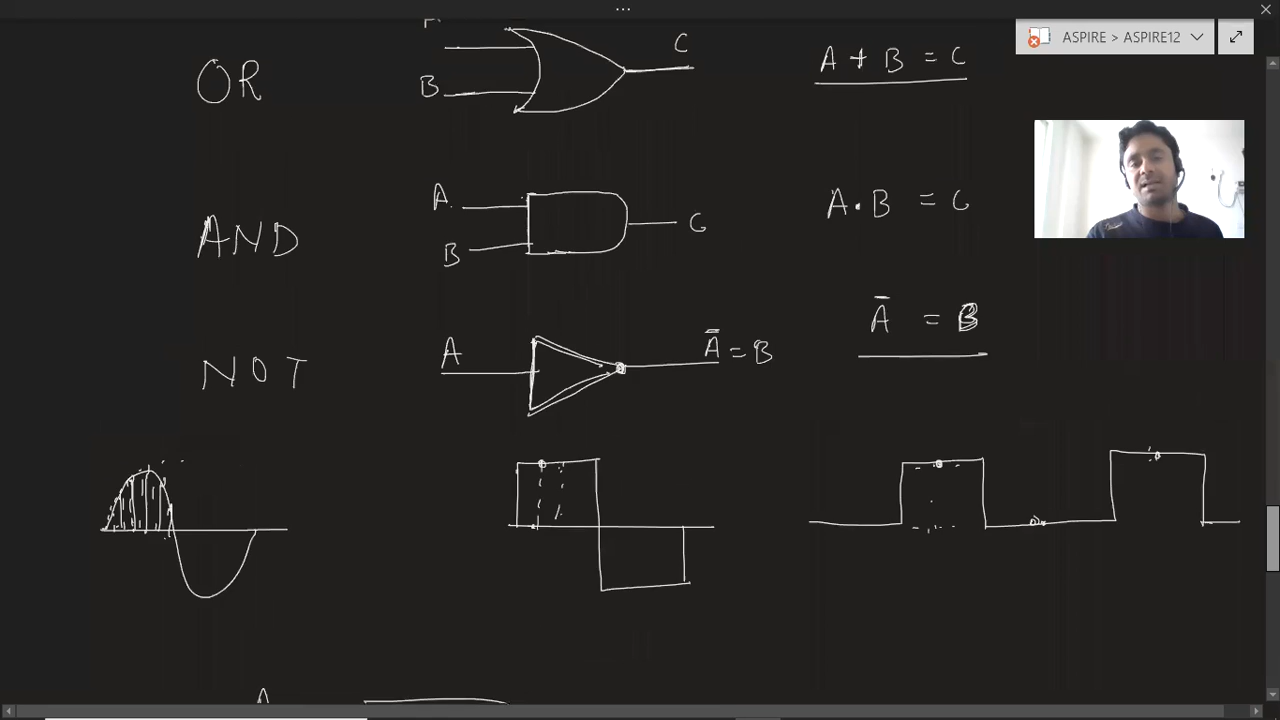 ASPIRE > ASPIRE12
OR
B
C
A + B = C
AND
A
B
C
A . B = C
NOT
A
Ā = B
Ā = B
A